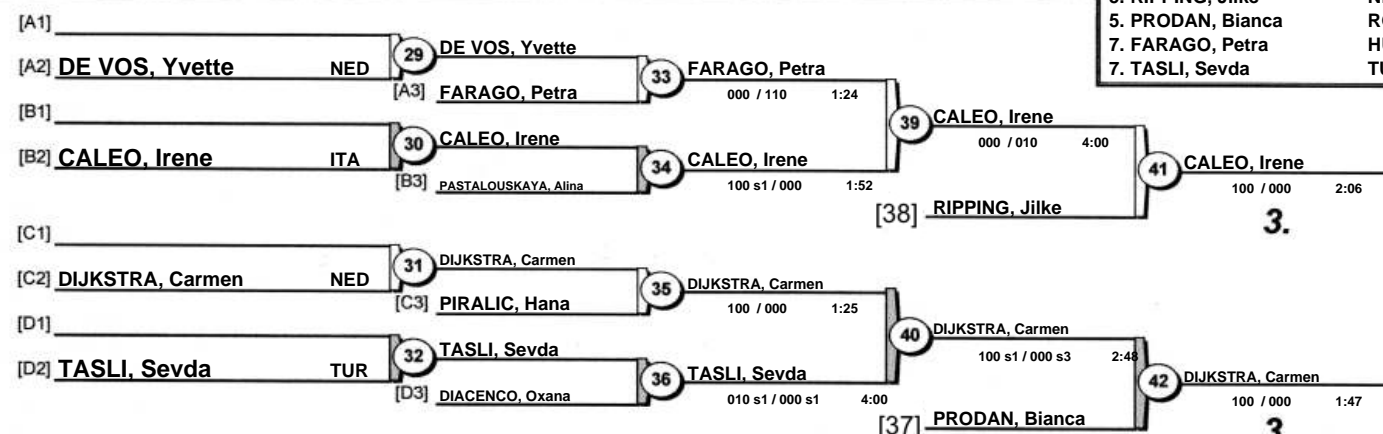 5. PRODAN, Bianca
7. FARAGO, Petra
7. TASLI, Sevda
[A1]
[A2] DE VOS, Yvette NED
29 DE VOS, Yvette
[A3] FARAGO, Petra
33 FARAGO, Petra
000 / 110 1:24
[B1]
[B2] CALEO, Irene ITA
30 CALEO, Irene
[B3] PASTALOUSKAYA, Alina
34 CALEO, Irene
100 s1 / 000 1:52
39 CALEO, Irene
000 / 010 4:00
[38] RIPPING, Jilke
41 CALEO, Irene
100 / 000 2:06
3.
[C1]
[C2] DIJKSTRA, Carmen NED
31 DIJKSTRA, Carmen
[C3] PIRALIC, Hana
35 DIJKSTRA, Carmen
100 / 000 1:25
[D1]
[D2] TASLI, Sevda TUR
32 TASLI, Sevda
[D3] DIACENCO, Oxana
36 TASLI, Sevda
010 s1 / 000 s1 4:00
40 DIJKSTRA, Carmen
100 s1 / 000 s3 2:48
[37] PRODAN, Bianca
42 DIJKSTRA, Carmen
100 / 000 1:47